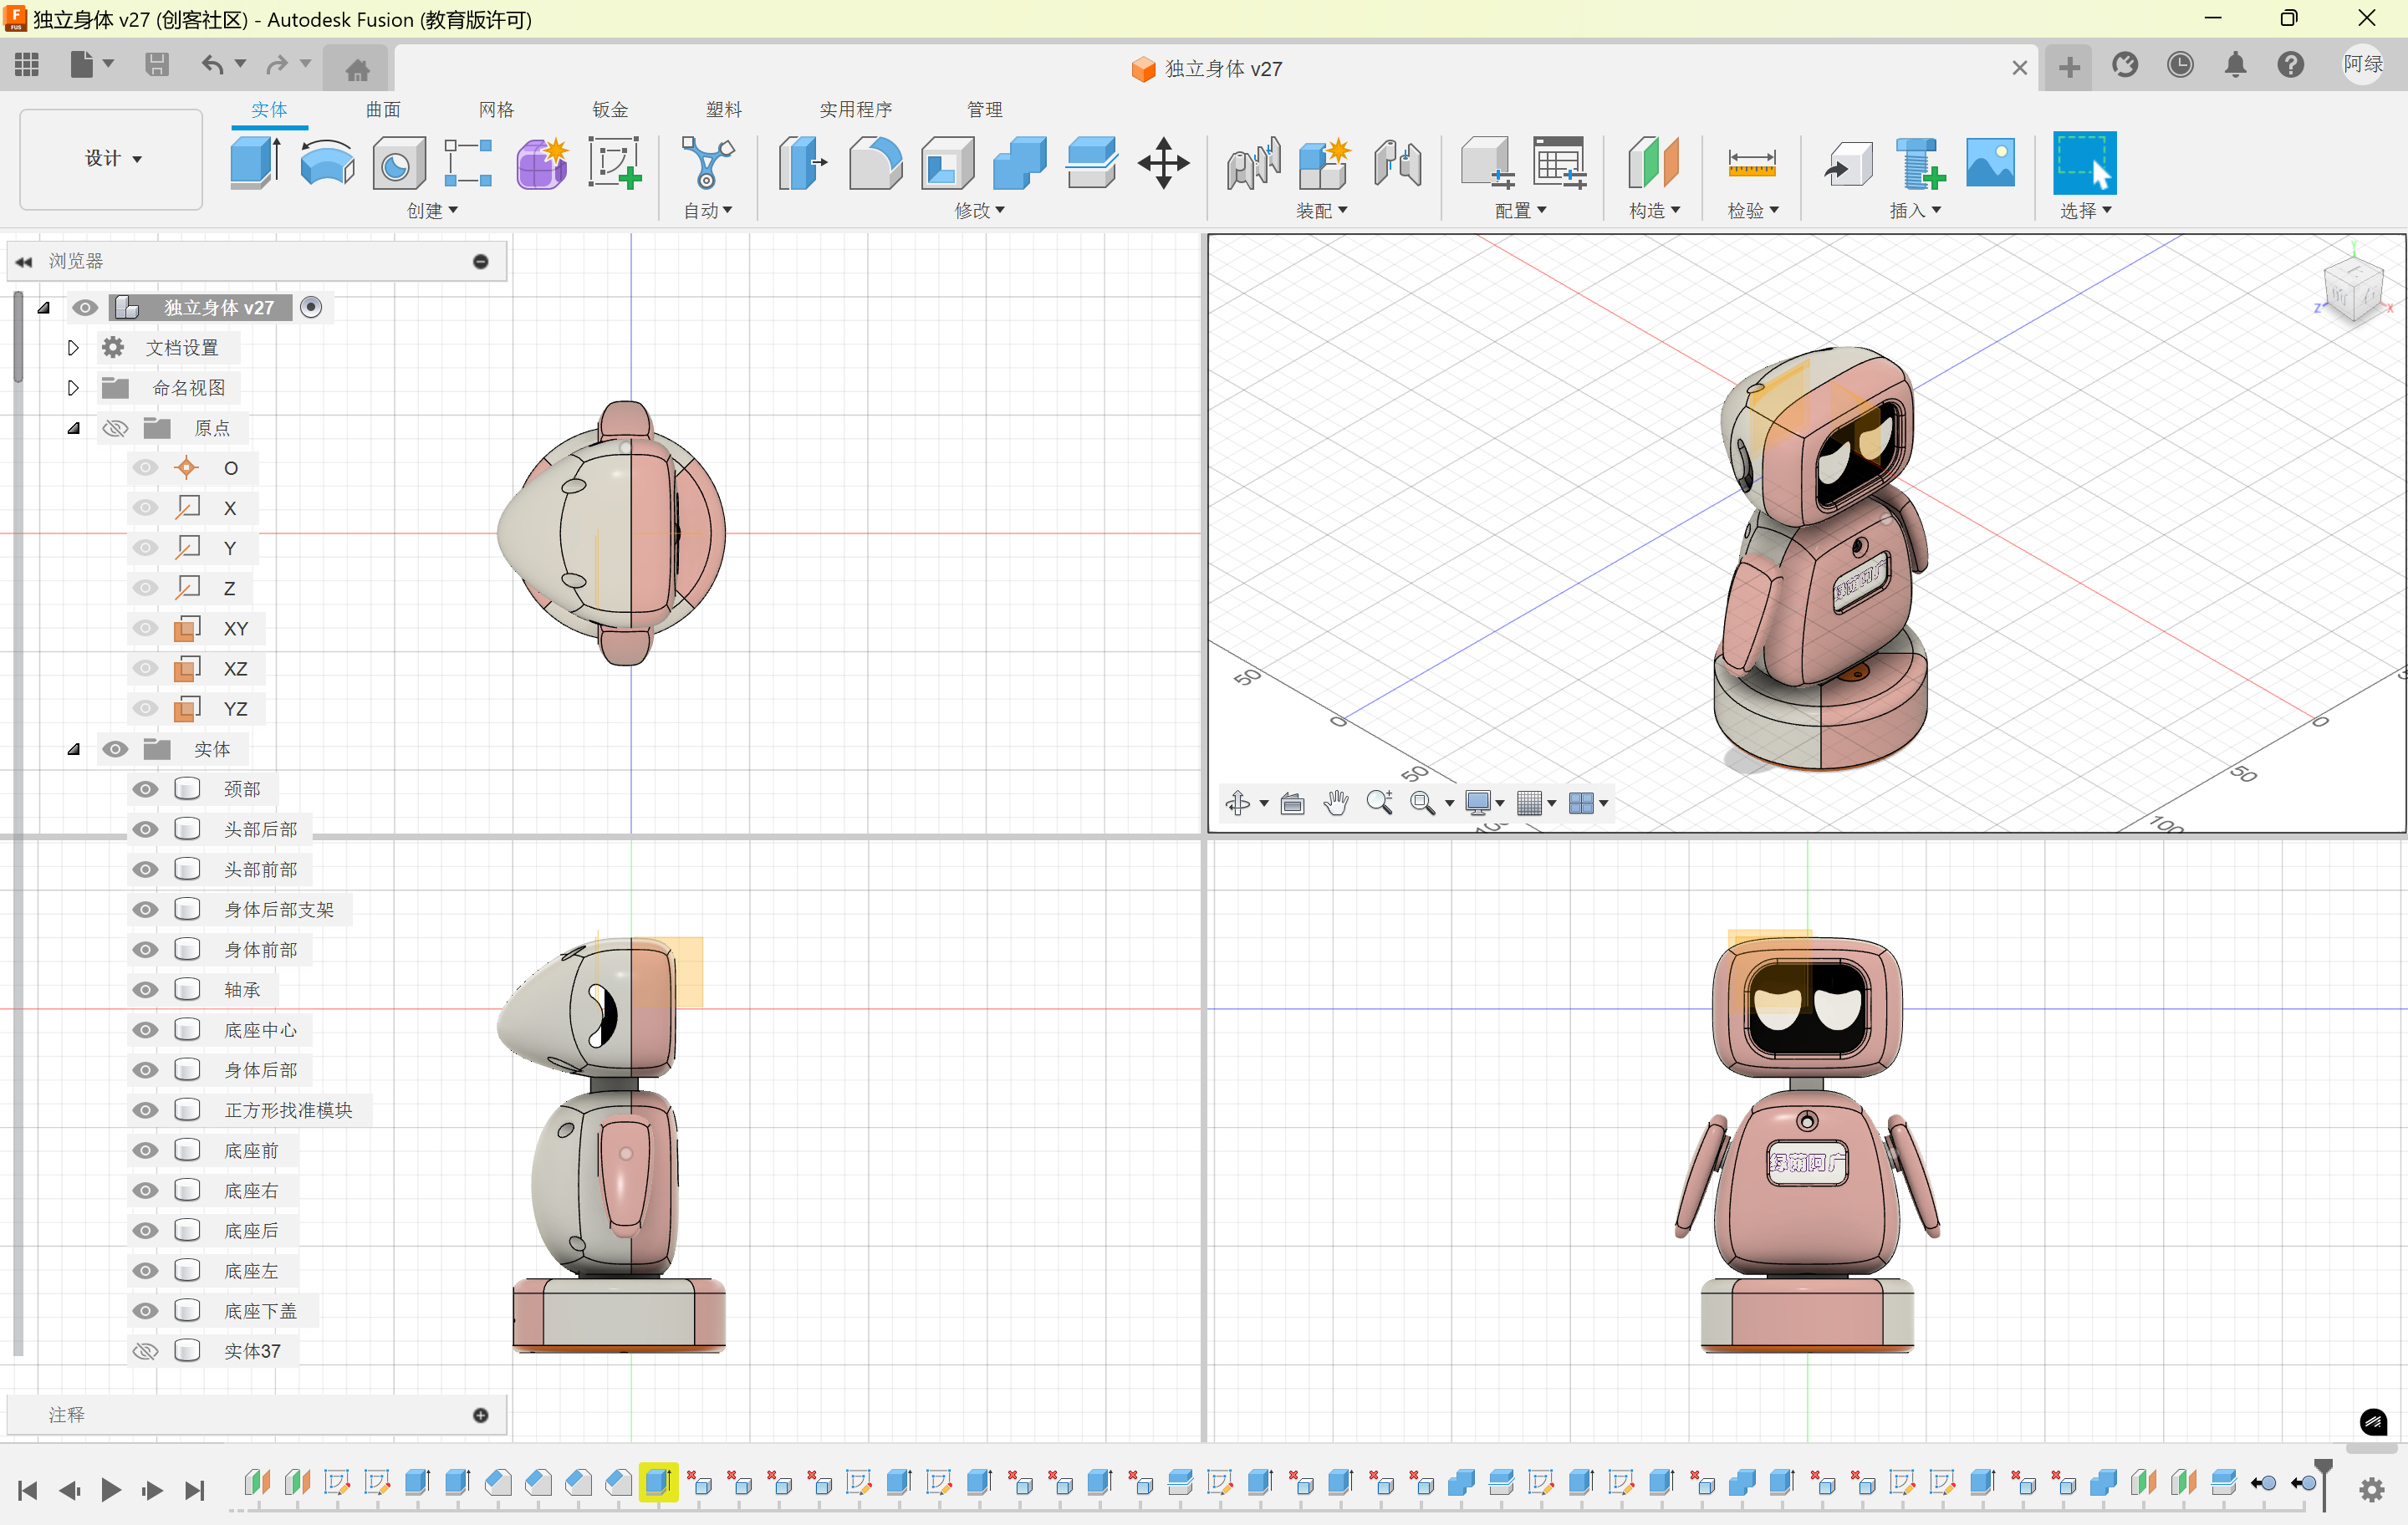 独立身体 v27 (创客社区) - Autodesk Fusion (教育版许可)
独立身体 v27
阿绿
实体 曲面 网格 钣金 塑料 实用程序 管理
设计
创建 自动 修改 装配 配置 构造 检验 插入 选择
浏览器
独立身体 v27
文档设置
命名视图
原点
O
X
Y
Z
XY
XZ
YZ
实体
颈部
头部后部
头部前部
身体后部支架
身体前部
轴承
底座中心
身体后部
正方形找准模块
底座前
底座右
底座后
底座左
底座下盖
实体37
注释
Y
Z
X
50
0
50
0
50
100